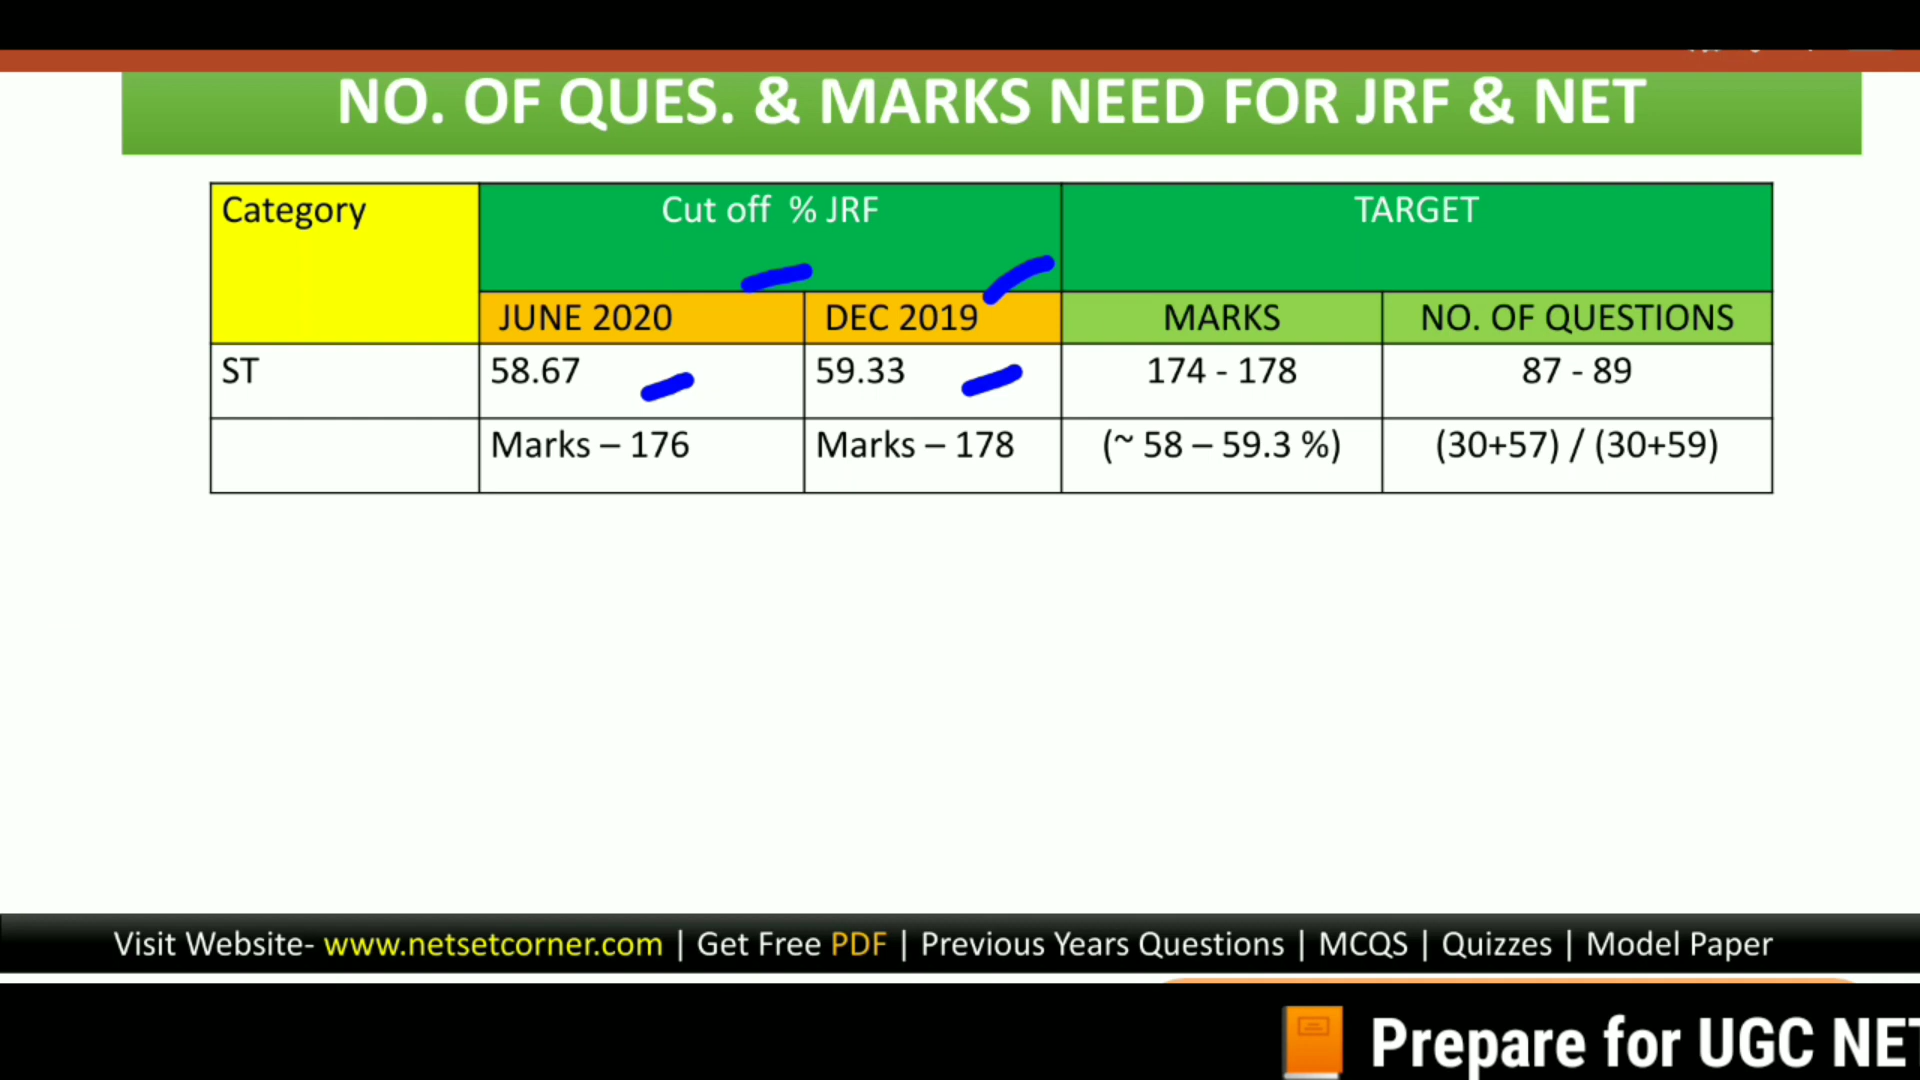 NO. OF QUES. & MARKS NEED FOR JRF & NET
Category Cut off % JRF TARGET
JUNE 2020 DEC 2019 MARKS NO. OF QUESTIONS
ST 58.67 59.33 174 - 178 87 - 89
Marks – 176 Marks – 178 (~ 58 – 59.3 %) (30+57) / (30+59)
Visit Website- www.netsetcorner.com | Get Free PDF | Previous Years Questions | MCQS | Quizzes | Model Paper
Prepare for UGC NET